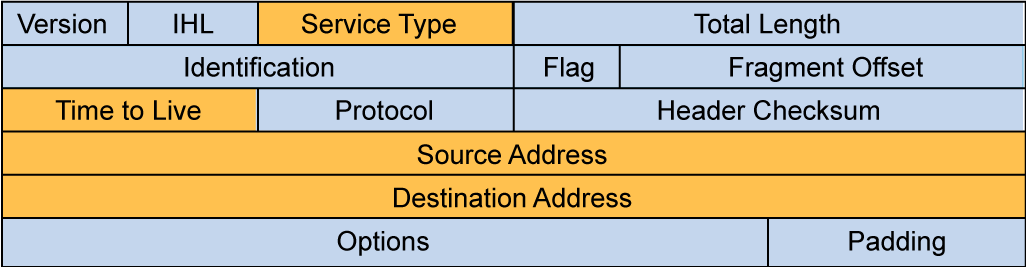 Version IHL Service Type Total Length
Identification Flag Fragment Offset
Time to Live Protocol Header Checksum
Source Address
Destination Address
Options Padding